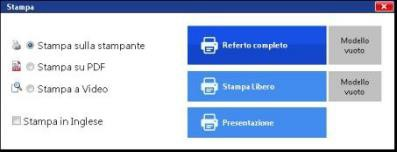 Stampa
Stampa sulla stampante
Stampa su PDF
Stampa a Video
Stampa in Inglese
Referto completo
Modello
vuoto
Stampa Libero
Modello
vuoto
Presentazione